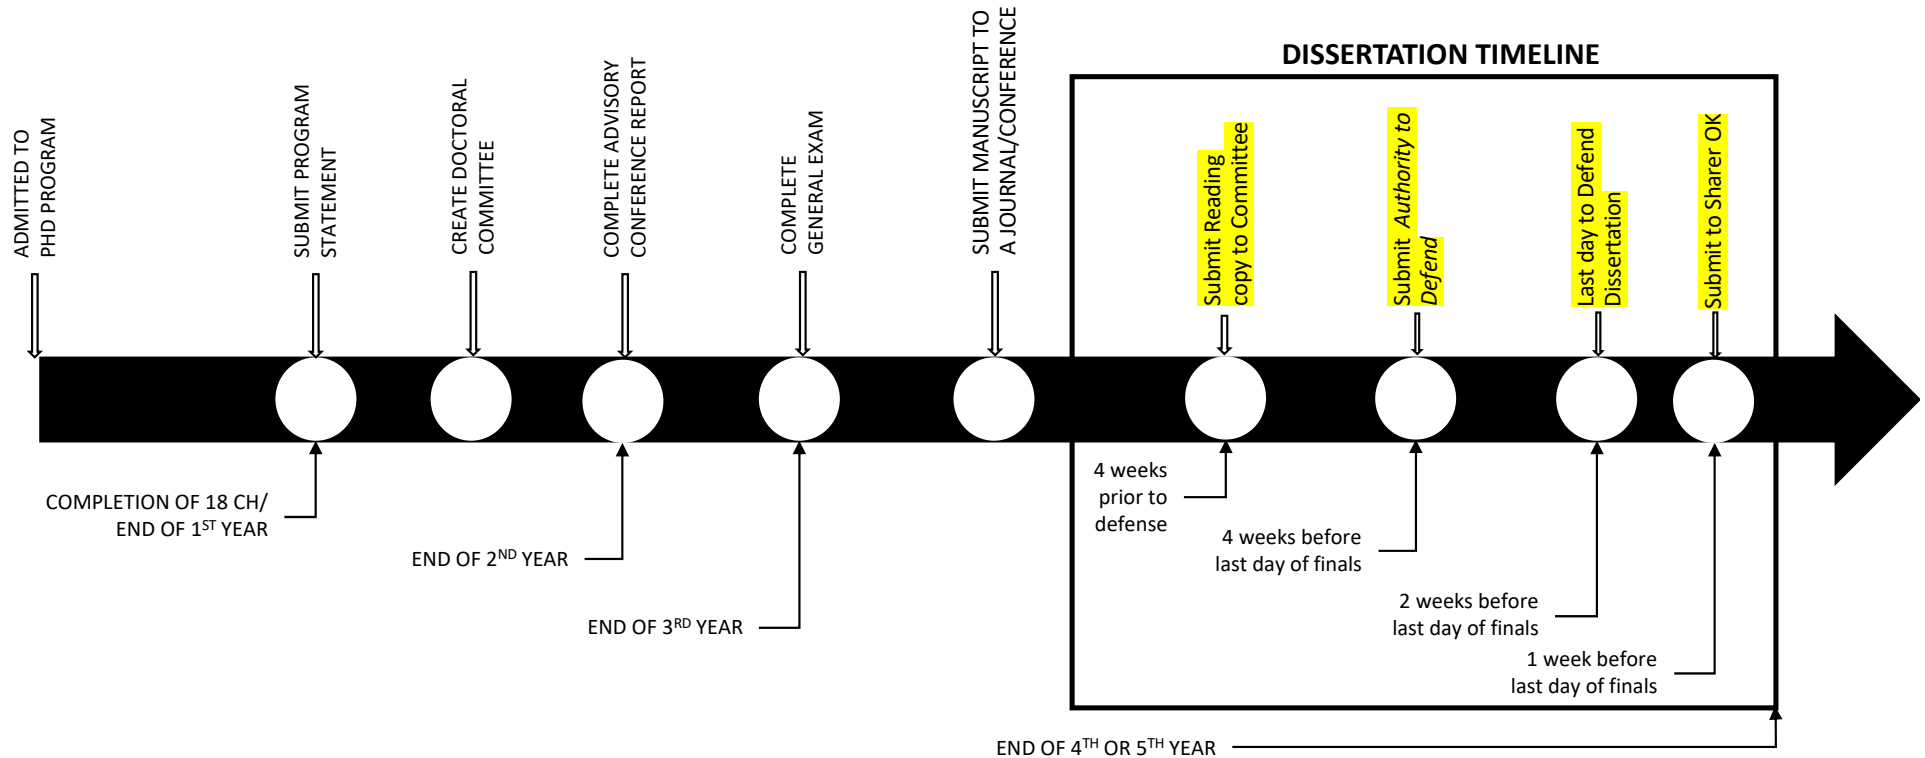 DISSERTATION TIMELINE
ADMITTED TO
PHD PROGRAM
SUBMIT PROGRAM
STATEMENT
CREATE DOCTORAL
COMMITTEE
COMPLETE ADVISORY
CONFERENCE REPORT
COMPLETE
GENERAL EXAM
SUBMIT MANUSCRIPT TO
A JOURNAL/CONFERENCE
Submit Reading
copy to Committee
Submit Authority to
Defend
Last day to Defend
Dissertation
Submit to Sharer OK
COMPLETION OF 18 CH/
END OF 1ST YEAR
END OF 2ND YEAR
END OF 3RD YEAR
4 weeks
prior to
defense
4 weeks before
last day of finals
2 weeks before
last day of finals
1 week before
last day of finals
END OF 4TH OR 5TH YEAR